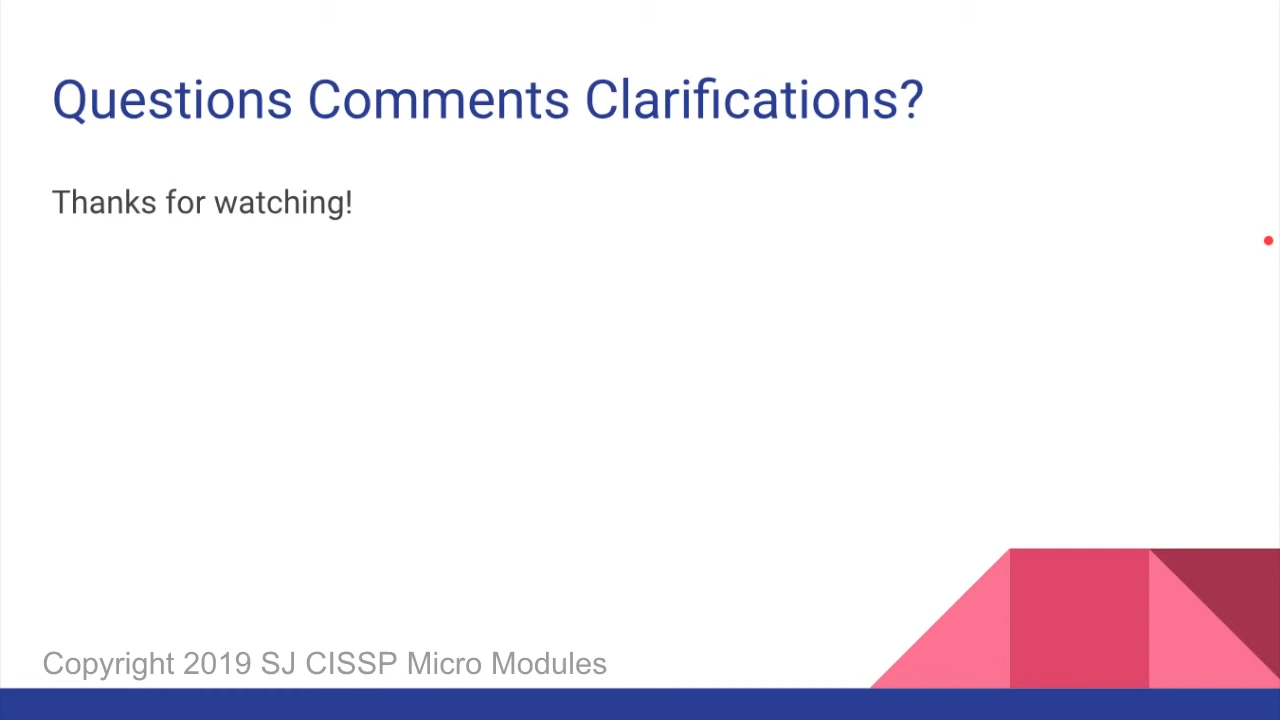 Questions Comments Clarifications?
Thanks for watching!
Copyright 2019 SJ CISSP Micro Modules